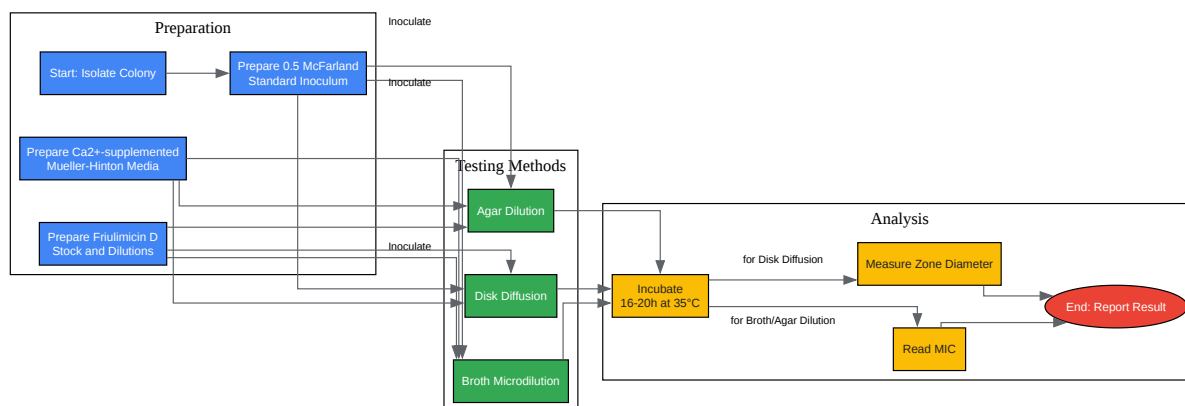 Preparation
Inoculate
Start: Isolate Colony
Prepare 0.5 McFarland
Standard Inoculum
Inoculate
Prepare Ca2+-supplemented
Mueller-Hinton Media
Prepare Friulimicin D
Stock and Dilutions
Inoculate
Testing Methods
Agar Dilution
Disk Diffusion
Broth Microdilution
Analysis
Incubate
16-20h at 35°C
for Disk Diffusion
Measure Zone Diameter
for Broth/Agar Dilution
Read MIC
End: Report Result